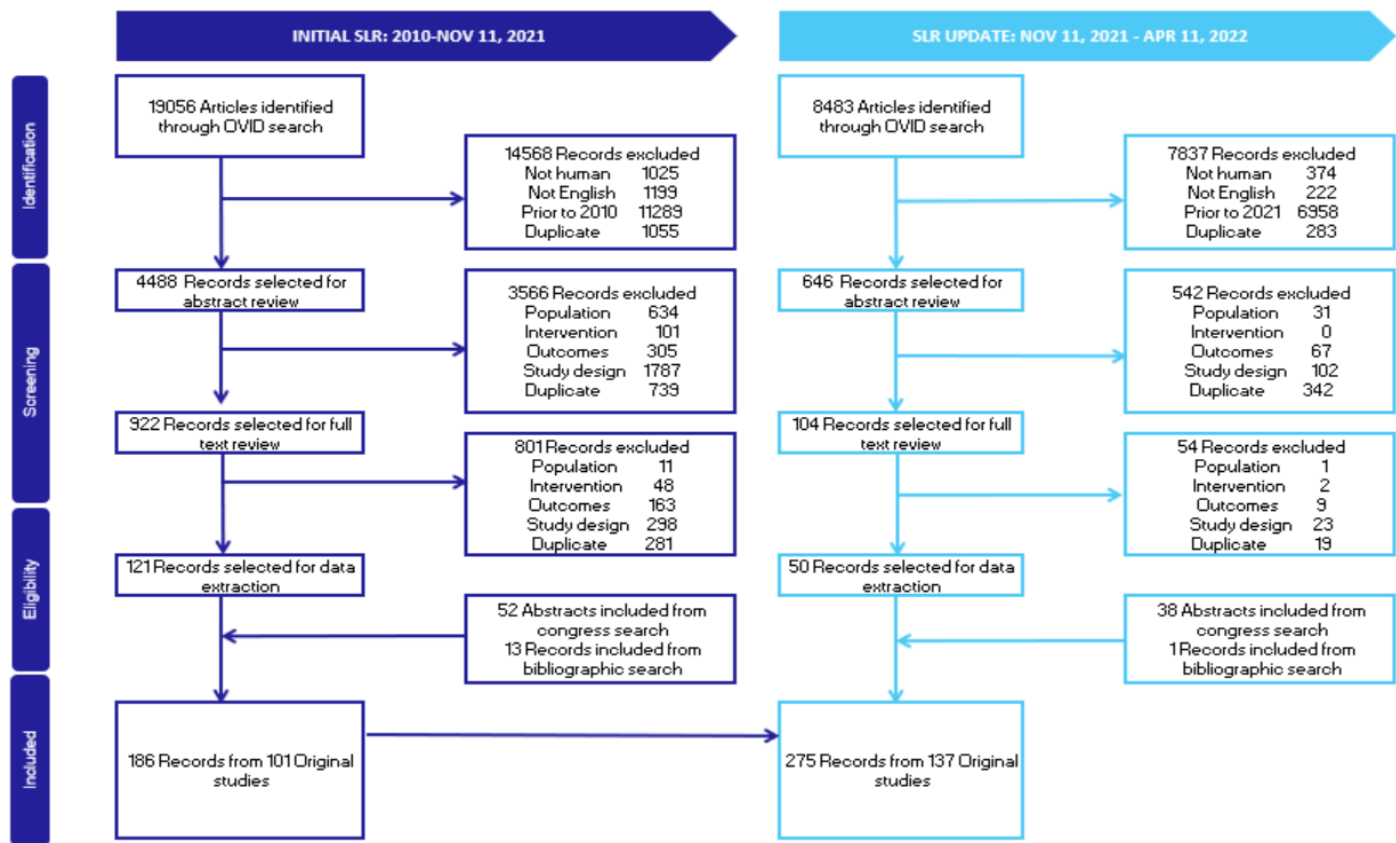 INITIAL SLR: 2010-NOV 11, 2021
SLR UPDATE: NOV 11, 2021 - APR 11, 2022
Identification
Screening
Eligibility
Included
19056 Articles identified
through OVID search
14568 Records excluded
Not human 1025
Not English 1199
Prior to 2010 11289
Duplicate 1055
4488 Records selected for
abstract review
3566 Records excluded
Population 634
Intervention 101
Outcomes 305
Study design 1787
Duplicate 739
922 Records selected for full
text review
801 Records excluded
Population 11
Intervention 48
Outcomes 163
Study design 298
Duplicate 281
121 Records selected for data
extraction
52 Abstracts included from
congress search
13 Records included from
bibliographic search
186 Records from 101 Original
studies
8483 Articles identified
through OVID search
7837 Records excluded
Not human 374
Not English 222
Prior to 2021 6958
Duplicate 283
646 Records selected for
abstract review
542 Records excluded
Population 31
Intervention 0
Outcomes 67
Study design 102
Duplicate 342
104 Records selected for full
text review
54 Records excluded
Population 1
Intervention 2
Outcomes 9
Study design 23
Duplicate 19
50 Records selected for data
extraction
38 Abstracts included from
congress search
1 Records included from
bibliographic search
275 Records from 137 Original
studies